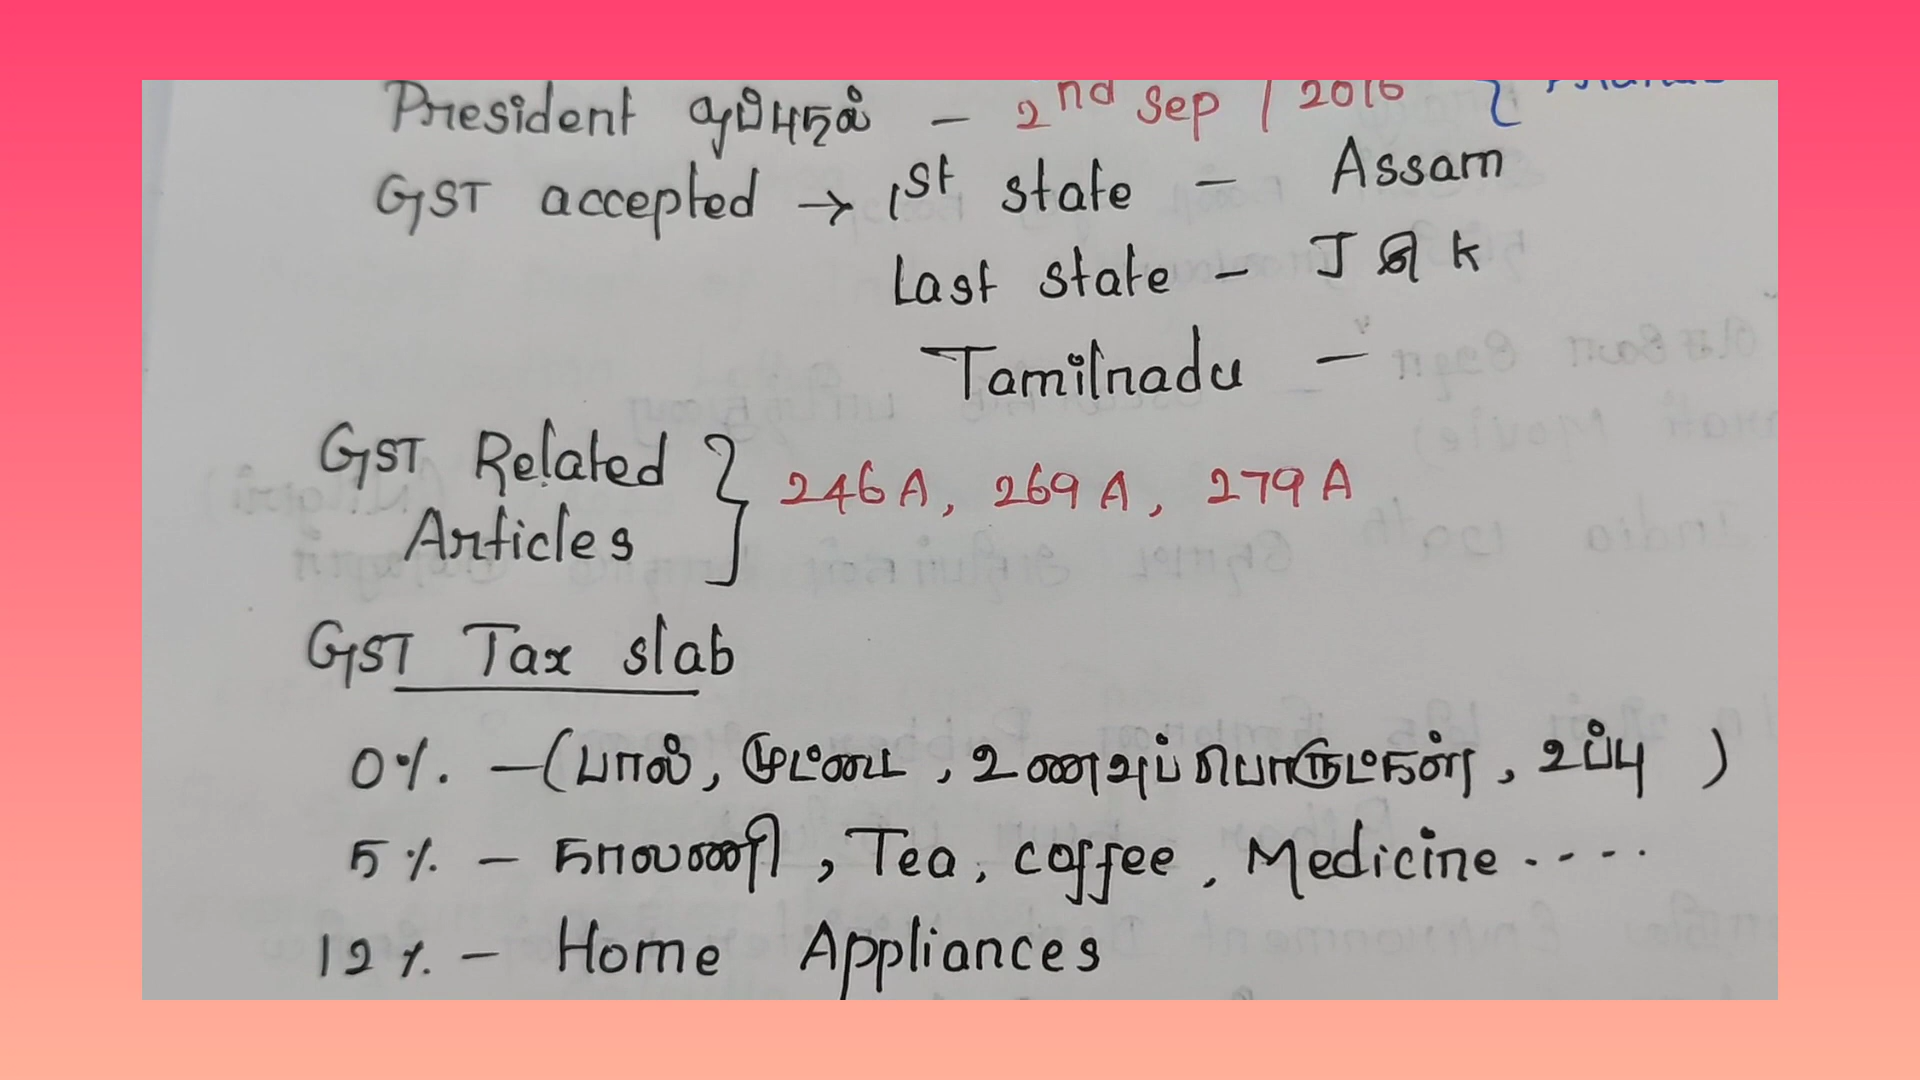 President ஒப்புதல் - 2nd Sep / 2016 {
GST accepted → 1st state - Assam
Last state - J & K
Tamilnadu -
GST Related Articles } 246A, 269A, 279A
GST Tax slab
0% - (பால், முட்டை, உணவுப் பொருட்கள், உப்பு )
5% - காலணி, Tea, coffee, Medicine ....
12% - Home Appliances